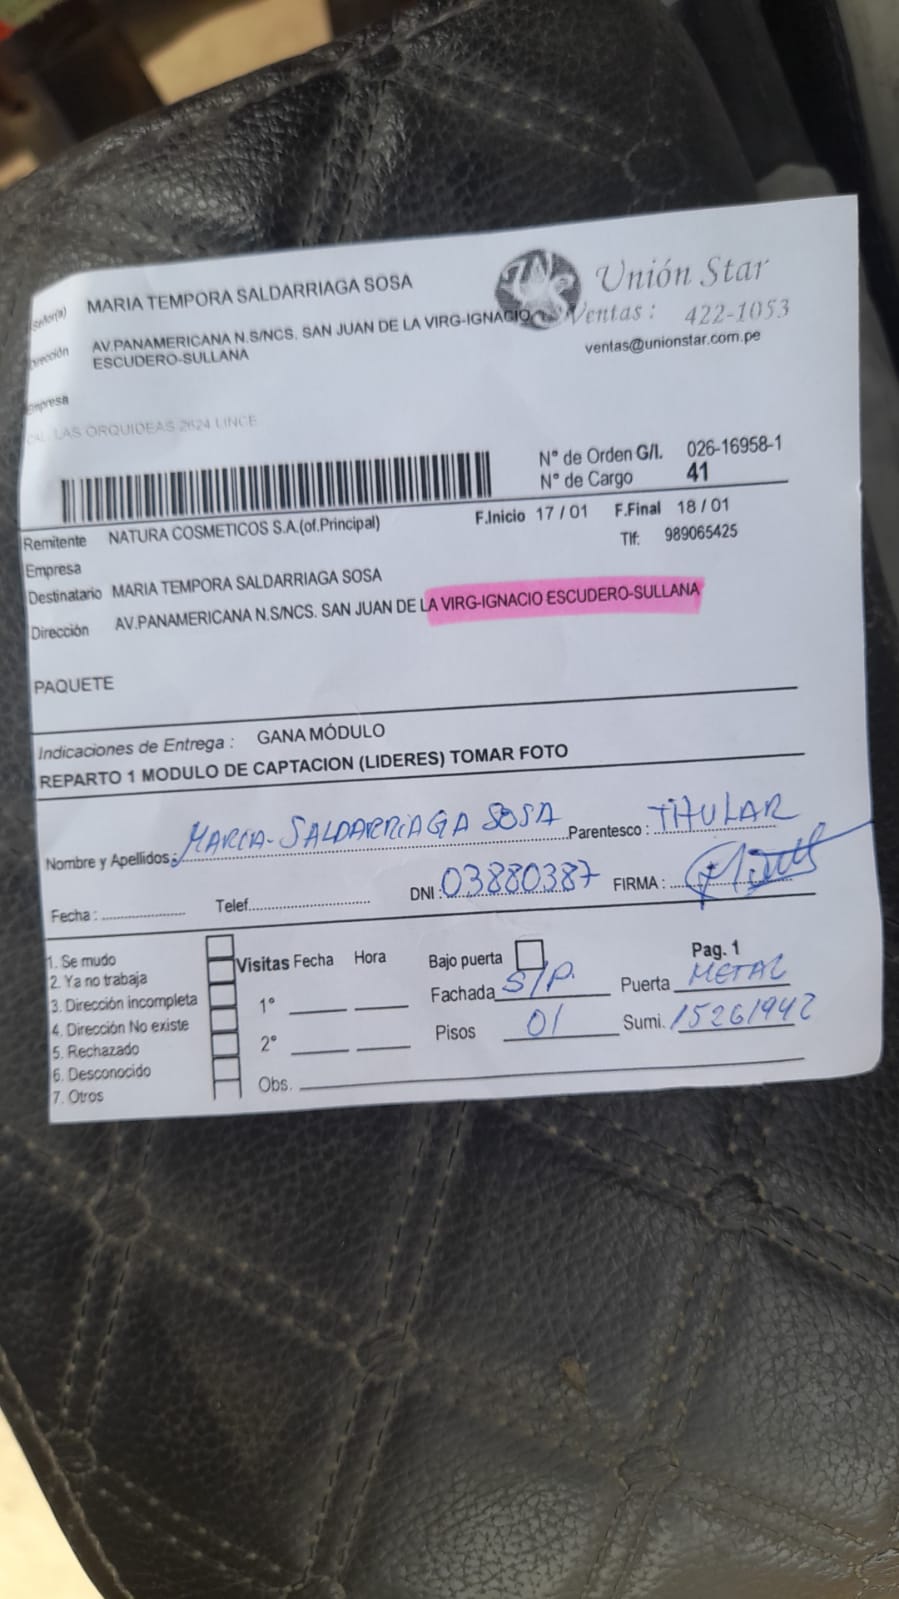 Señor(a) MARIA TEMPORA SALDARRIAGA SOSA
Unión Star
Dirección AV.PANAMERICANA N.S/NCS. SAN JUAN DE LA VIRG-IGNACIO
ESCUDERO-SULLANA
Ventas: 422-1053
ventas@unionstar.com.pe
Empresa
CAL. LAS ORQUIDEAS 2624 LINCE
N° de Orden G/I. 026-16958-1
N° de Cargo 41
Remitente NATURA COSMETICOS S.A.(of.Principal)
F.Inicio 17 / 01 F.Final 18 / 01
Empresa
Tlf: 989065425
Destinatario MARIA TEMPORA SALDARRIAGA SOSA
Dirección AV.PANAMERICANA N.S/NCS. SAN JUAN DE LA VIRG-IGNACIO ESCUDERO-SULLANA
PAQUETE
Indicaciones de Entrega : GANA MÓDULO
REPARTO 1 MODULO DE CAPTACION (LIDERES) TOMAR FOTO
Nombre y Apellidos: MARIA-SALDARRIAGA SOSA Parentesco : TITULAR
Fecha : Telef. DNI: 03880387 FIRMA :
1. Se mudo
2. Ya no trabaja
3. Dirección incompleta
4. Dirección No existe
5. Rechazado
6. Desconocido
7. Otros
Visitas Fecha Hora
1°
2°
Obs.
Bajo puerta
Pag. 1
Fachada S/P. Puerta METAL
Pisos 01 Sumi. 15261942